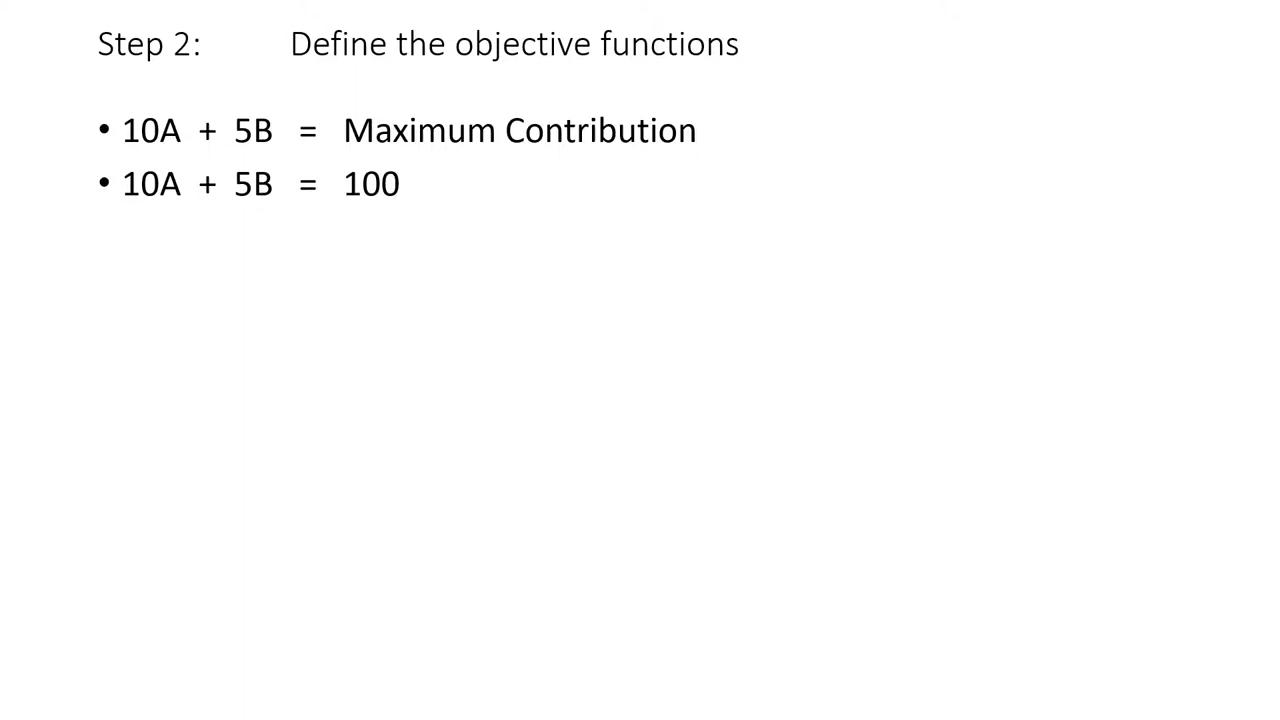 Step 2: Define the objective functions
• 10A + 5B = Maximum Contribution
• 10A + 5B = 100